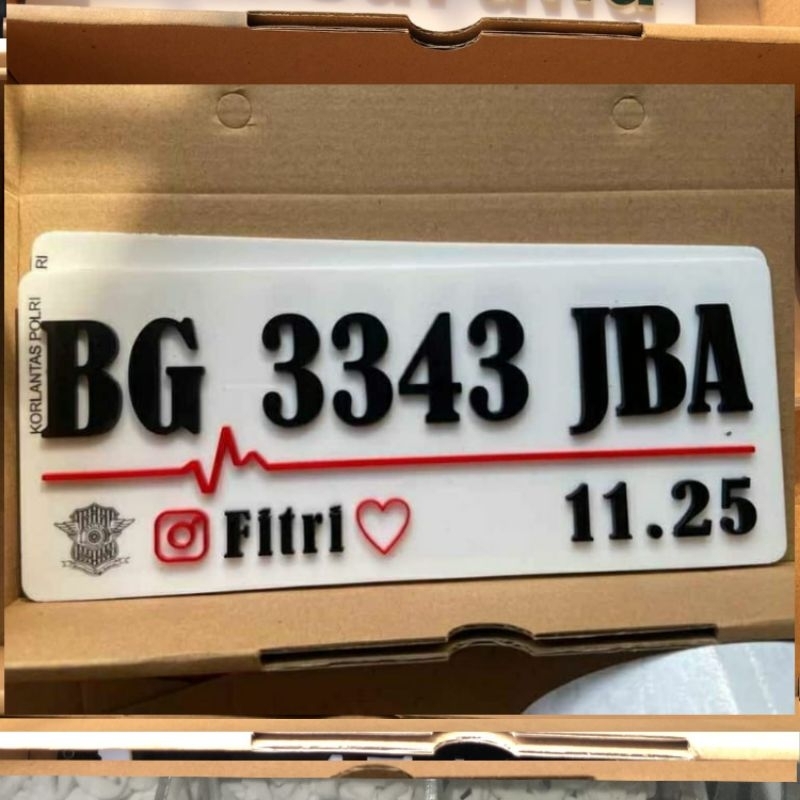 RI
KORLANTAS POLRI
BG 3343 JBA
Fitri
11.25